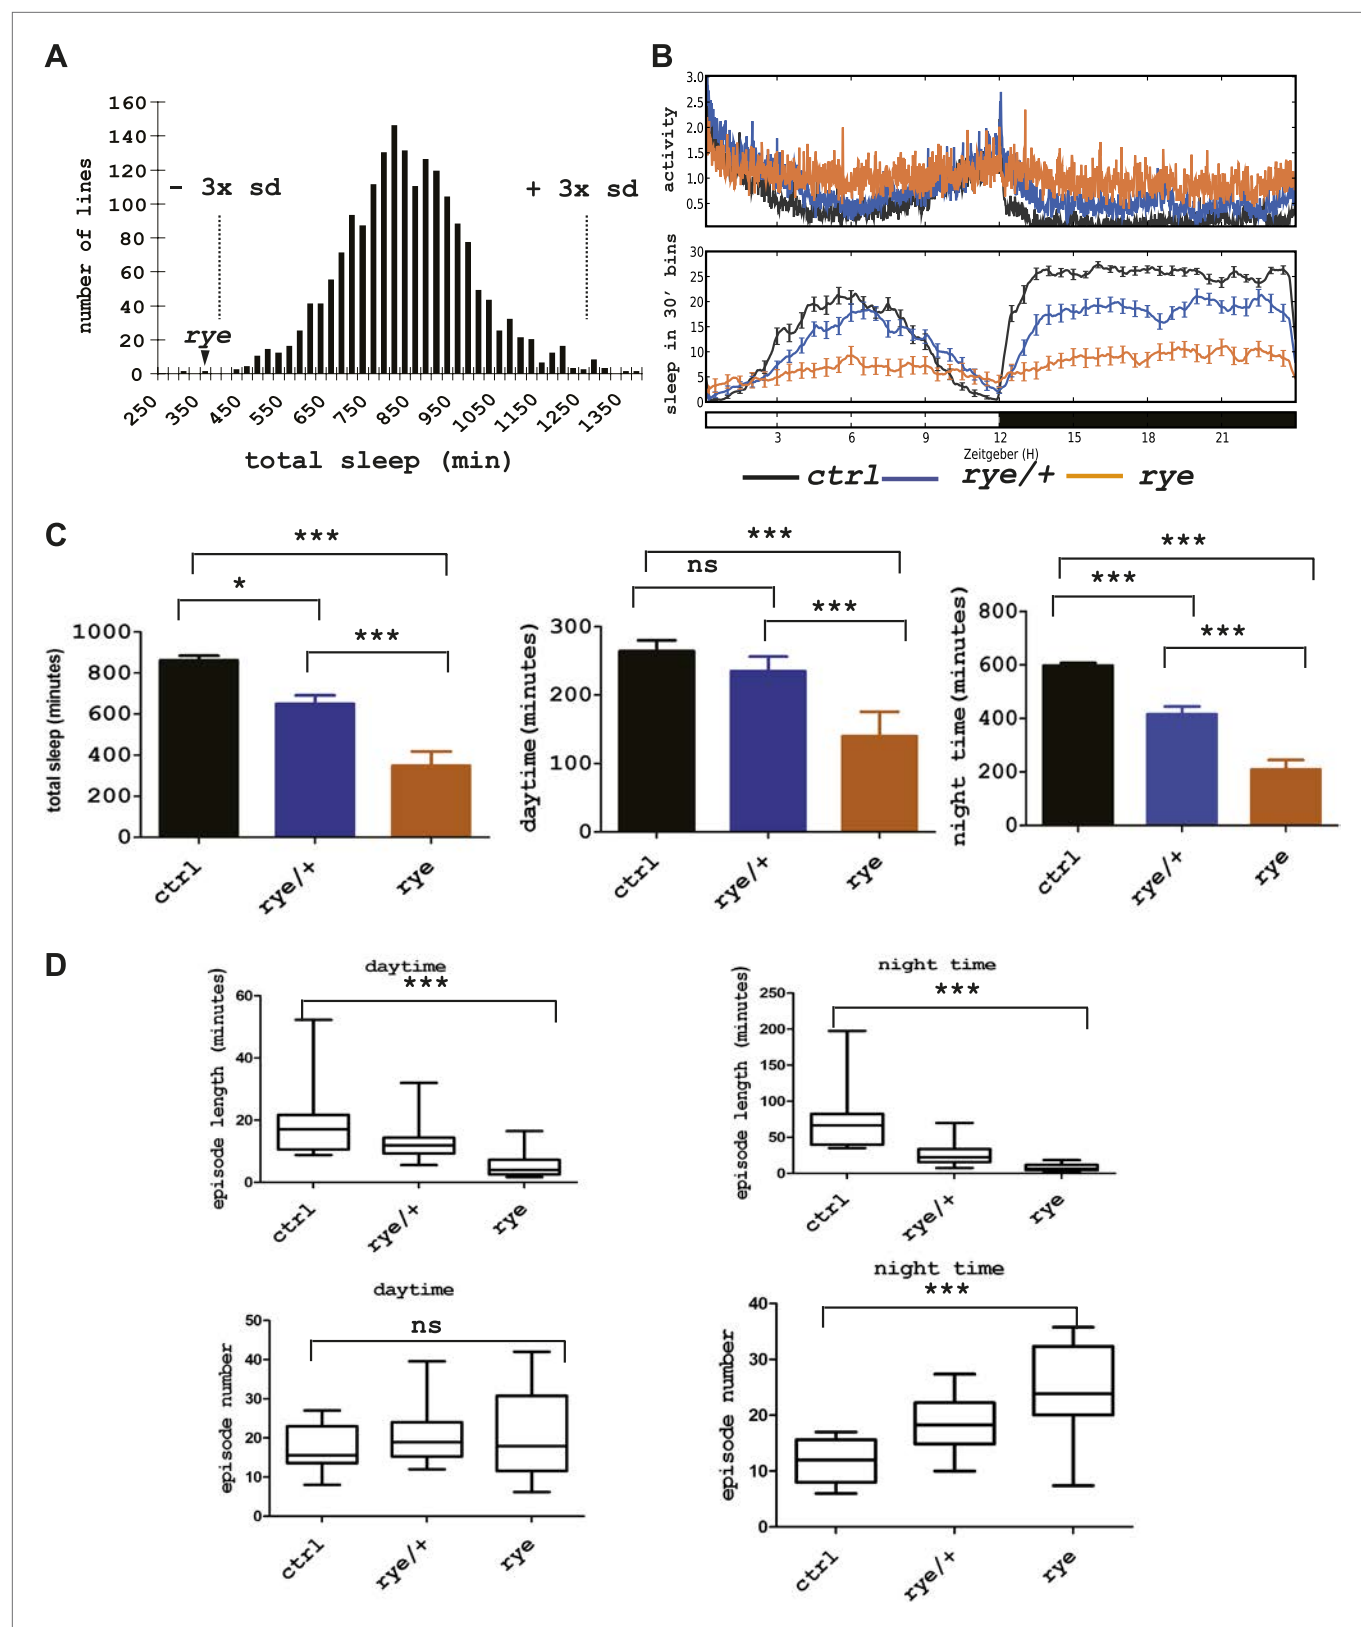 A
number of lines
160
140
120
100
80
60
40
20
0
- 3x sd
+ 3x sd
rye
250
350
450
550
650
750
850
950
1050
1150
1250
1350
total sleep (min)
B
activity
3.0
2.5
2.0
1.5
1.0
0.5
sleep in 30' bins
30
25
20
15
10
5
0
3
6
9
12
15
18
21
Zeitgeber (H)
ctrl
rye/+
rye
C
***
*
***
total sleep (minutes)
1000
800
600
400
200
0
ctrl
rye/+
rye
***
ns
***
daytime(minutes)
300
200
100
0
ctrl
rye/+
rye
***
***
***
night time(minutes)
800
600
400
200
0
ctrl
rye/+
rye
D
daytime
***
episode length (minutes)
60
40
20
0
ctrl
rye/+
rye
night time
***
episode length (minutes)
250
200
150
100
50
0
ctrl
rye/+
rye
daytime
ns
episode number
50
40
30
20
10
0
ctrl
rye/+
rye
night time
***
episode number
40
30
20
10
0
ctrl
rye/+
rye